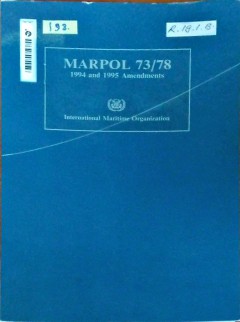 193.
R.18.1.B
MARPOL 73/78
1994 and 1995 Amendments
International Maritime Organization